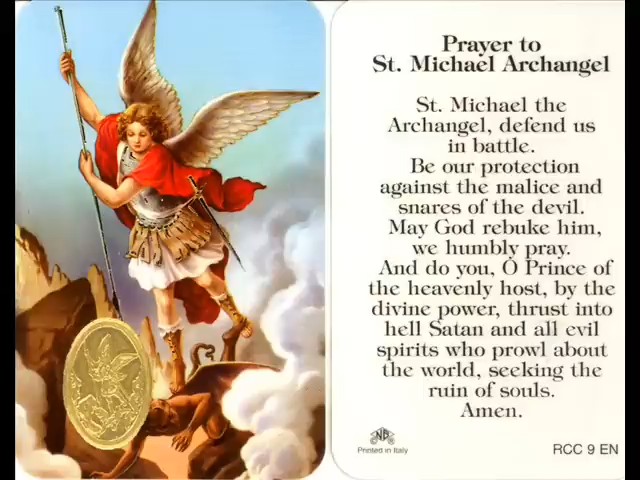 Prayer to
St. Michael Archangel
St. Michael the
Archangel, defend us
in battle.
Be our protection
against the malice and
snares of the devil.
May God rebuke him,
we humbly pray.
And do you, O Prince of
the heavenly host, by the
divine power, thrust into
hell Satan and all evil
spirits who prowl about
the world, seeking the
ruin of souls.
Amen.
NB
Printed in Italy
RCC 9 EN